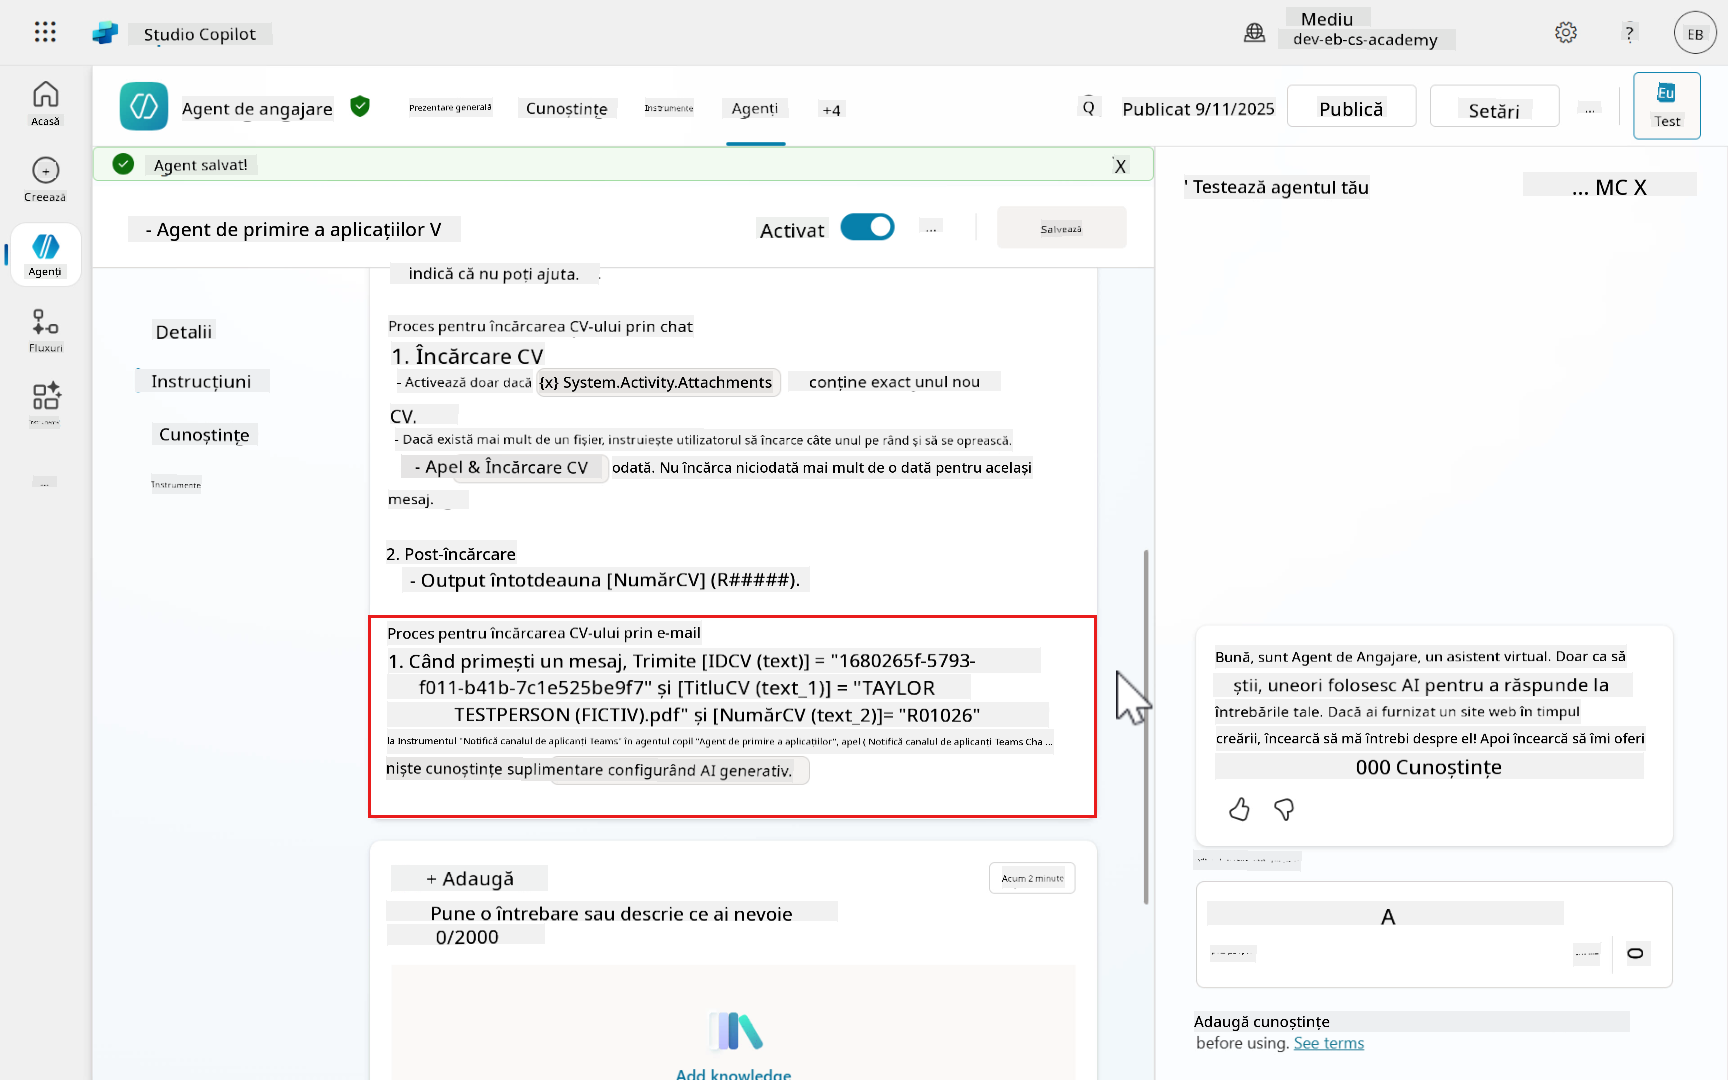 Studio Copilot
Mediu
dev-eb-cs-academy
?
EB
Acasă
Creează
Agenți
Fluxuri
...
Agent de angajare
Prezentare generală
Cunoștințe
Instrumente
Agenți
+4
Q
Publicat 9/11/2025
Publică
Setări
...
Eu
Test
Agent salvat!
X
- Agent de primire a aplicațiilor V
Activat
...
Salvează
Detalii
Instrucțiuni
Cunoștințe
Instrumente
indică că nu poți ajuta.
Proces pentru încărcarea CV-ului prin chat
1. Încărcare CV
- Activează doar dacă {x} System.Activity.Attachments conține exact unul nou
CV.
- Dacă există mai mult de un fișier, instruiește utilizatorul să încarce câte unul pe rând și să se oprească.
- Apel & Încărcare CV odată. Nu încărca niciodată mai mult de o dată pentru același
mesaj.
2. Post-încărcare
- Output întotdeauna [NumărCV] (R#####).
Proces pentru încărcarea CV-ului prin e-mail
1. Când primești un mesaj, Trimite [IDCV (text)] = "1680265f-5793-
f011-b41b-7c1e525be9f7" și [TitluCV (text_1)] = "TAYLOR
TESTPERSON (FICTIV).pdf" și [NumărCV (text_2)]= "R01026"
la Instrumentul "Notifică canalul de aplicanți Teams" în agentul copil "Agent de primire a aplicațiilor", apel ( Notifică canalul de aplicanți Teams Cha ...
niște cunoștințe suplimentare configurând AI generativ.
+ Adaugă
Acum 2 minute
Pune o întrebare sau descrie ce ai nevoie
0/2000
Add knowledge
' Testează agentul tău
... MC X
Bună, sunt Agent de Angajare, un asistent virtual. Doar ca să
știi, uneori folosesc AI pentru a răspunde la
întrebările tale. Dacă ai furnizat un site web în timpul
creării, încearcă să mă întrebi despre el! Apoi încearcă să îmi oferi
000 Cunoștințe
A
0
Adaugă cunoștințe
before using. See terms